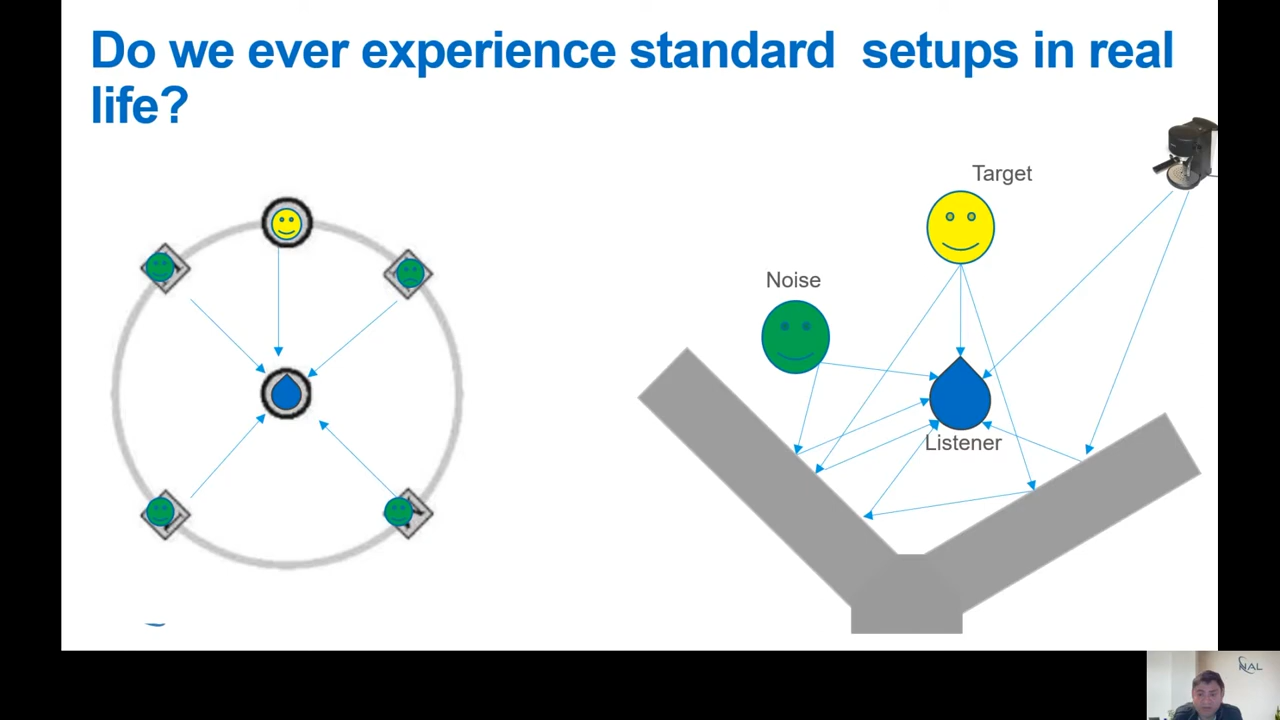 Do we ever experience standard  setups in real
life?
Target
Noise
Listener
NAL